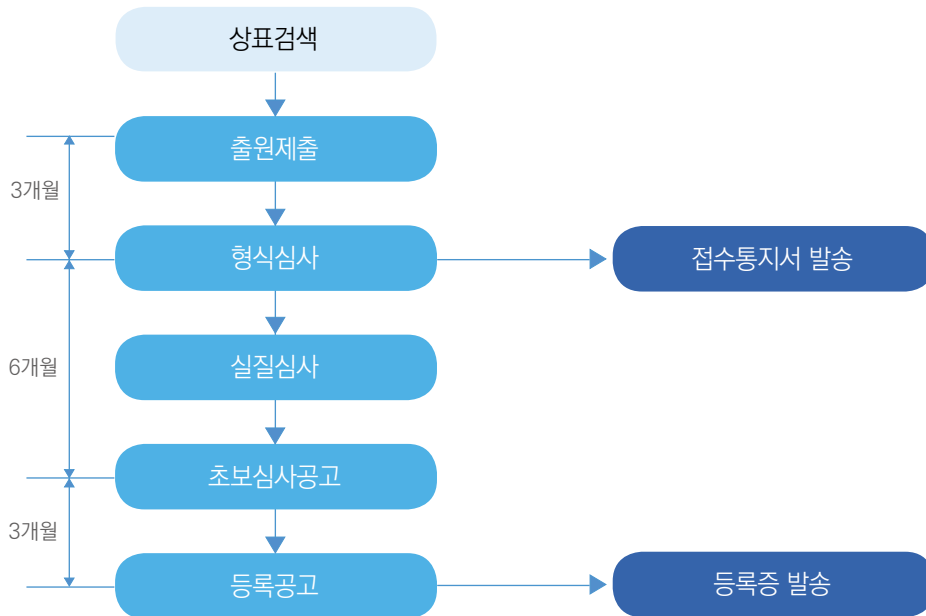 상표검색
출원제출
3개월
형식심사
접수통지서 발송
6개월
실질심사
초보심사공고
3개월
등록공고
등록증 발송